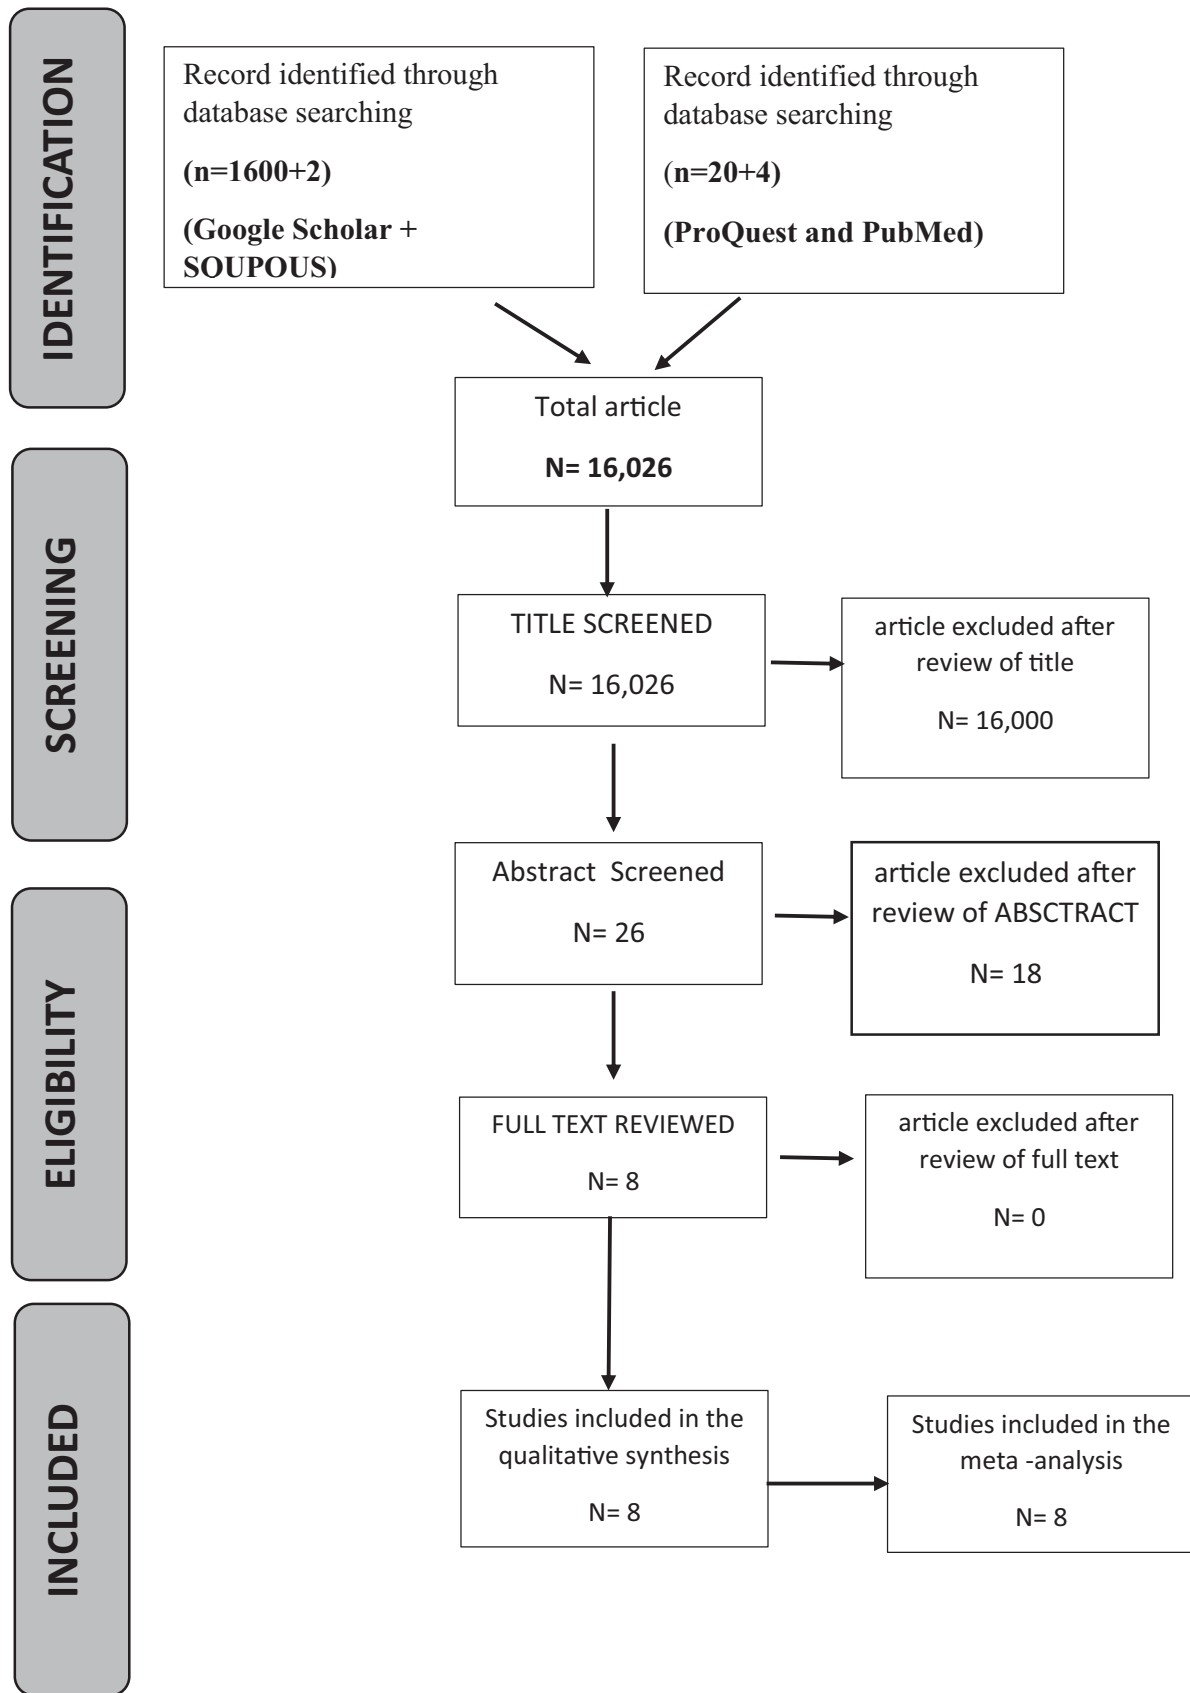 IDENTIFICATION
Record identified through
database searching
(n=1600+2)
(Google Scholar +
SOUPOUS)
Record identified through
database searching
(n=20+4)
(ProQuest and PubMed)
Total article
N= 16,026
SCREENING
TITLE SCREENED
N= 16,026
article excluded after
review of title
N= 16,000
Abstract Screened
N= 26
article excluded after
review of ABSCTRACT
N= 18
ELIGIBILITY
FULL TEXT REVIEWED
N= 8
article excluded after
review of full text
N= 0
INCLUDED
Studies included in the
qualitative synthesis
N= 8
Studies included in the
meta -analysis
N= 8